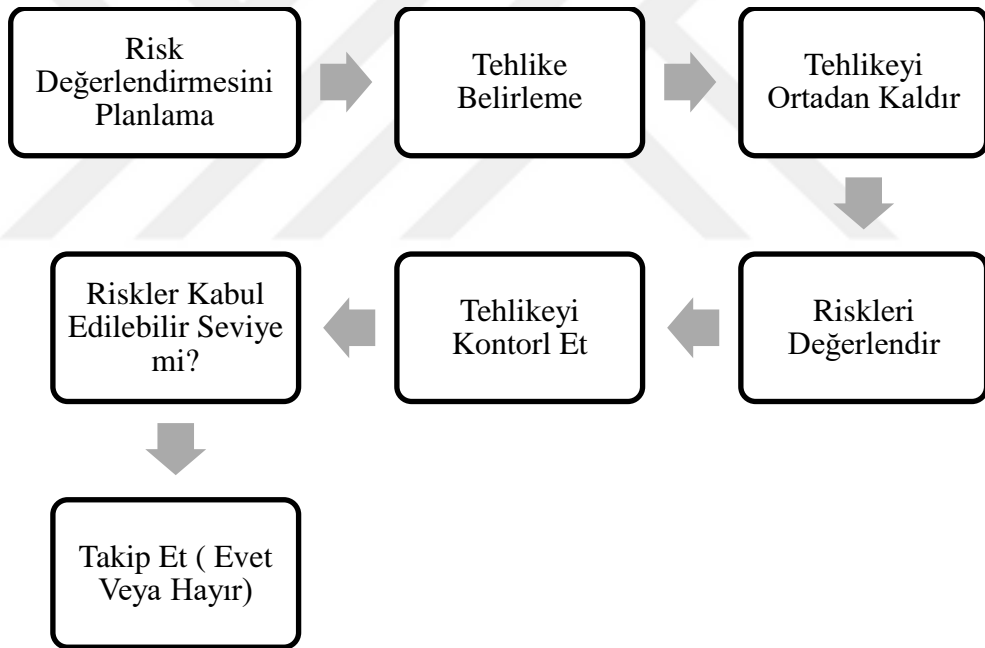 Risk
Değerlendirmesini
Planlama
Tehlike
Belirleme
Tehlikeyi
Ortadan Kaldır
Riskleri
Değerlendir
Tehlikeyi
Kontorl Et
Riskler Kabul
Edilebilir Seviye
mi?
Takip Et ( Evet
Veya Hayır)